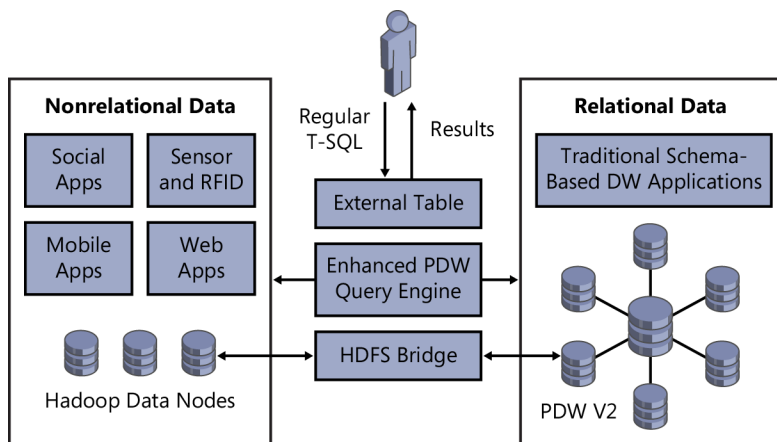 Nonrelational Data
Social
Apps
Sensor
and RFID
Mobile
Apps
Web
Apps
Hadoop Data Nodes
Regular
T-SQL
Results
External Table
Enhanced PDW
Query Engine
HDFS Bridge
Relational Data
Traditional Schema-
Based DW Applications
PDW V2